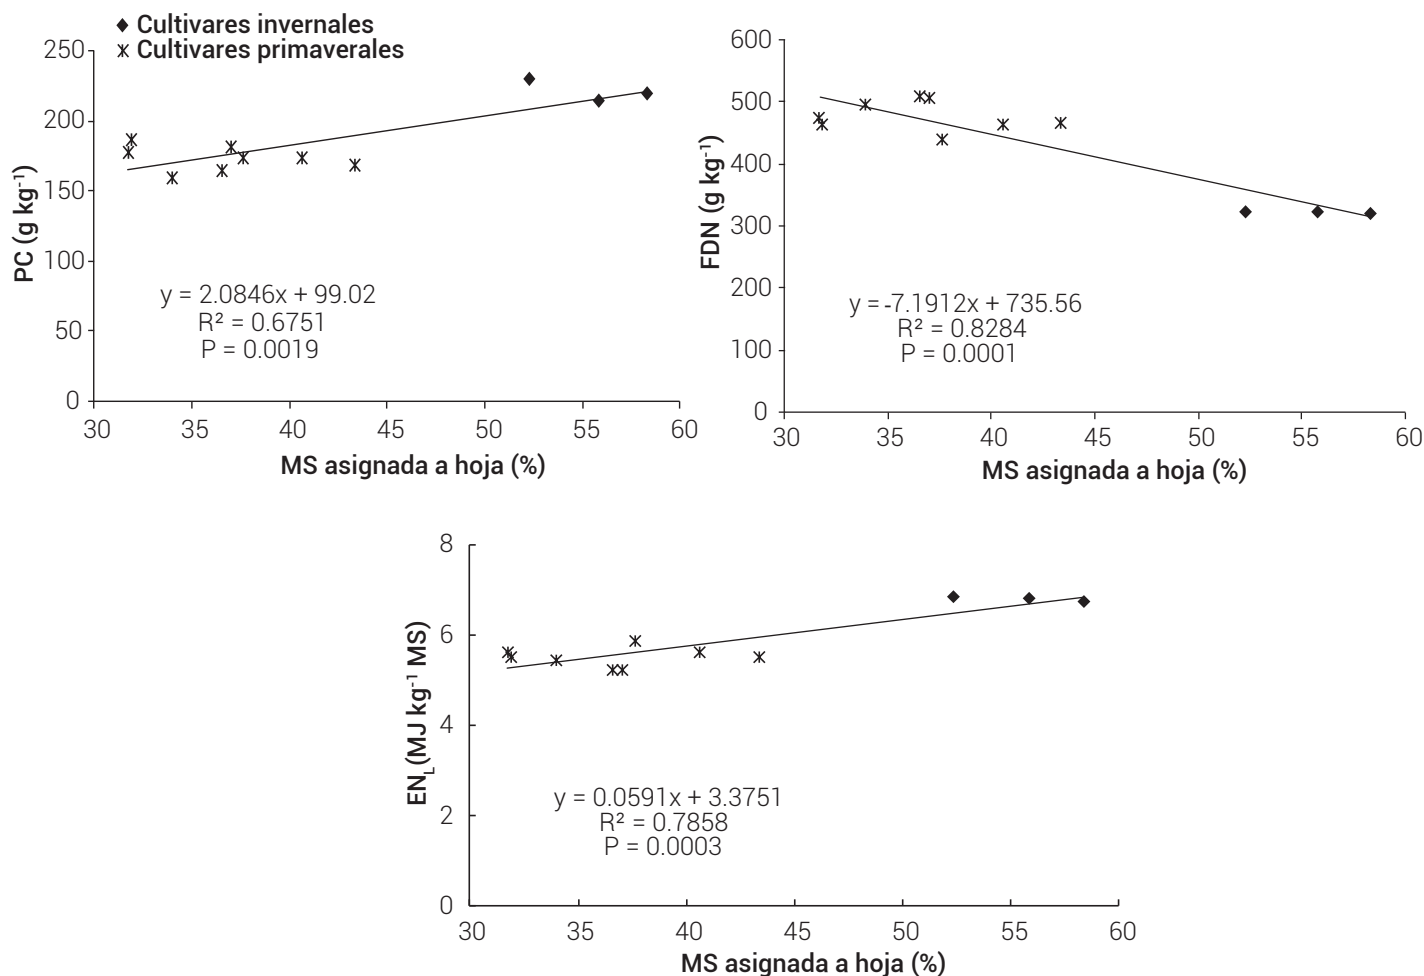 ◆ Cultivares invernales
Cultivares primaverales
250
200
150
100
50
0
PC (g kg⁻¹)
y = 2.0846x + 99.02
R² = 0.6751
P = 0.0019
30 35 40 45 50 55 60
MS asignada a hoja (%)
600
500
400
300
200
100
0
FDN (g kg⁻¹)
y = -7.1912x + 735.56
R² = 0.8284
P = 0.0001
30 35 40 45 50 55 60
MS asignada a hoja (%)
8
6
4
2
0
EN_L (MJ kg⁻¹ MS)
y = 0.0591x + 3.3751
R² = 0.7858
P = 0.0003
30 35 40 45 50 55 60
MS asignada a hoja (%)